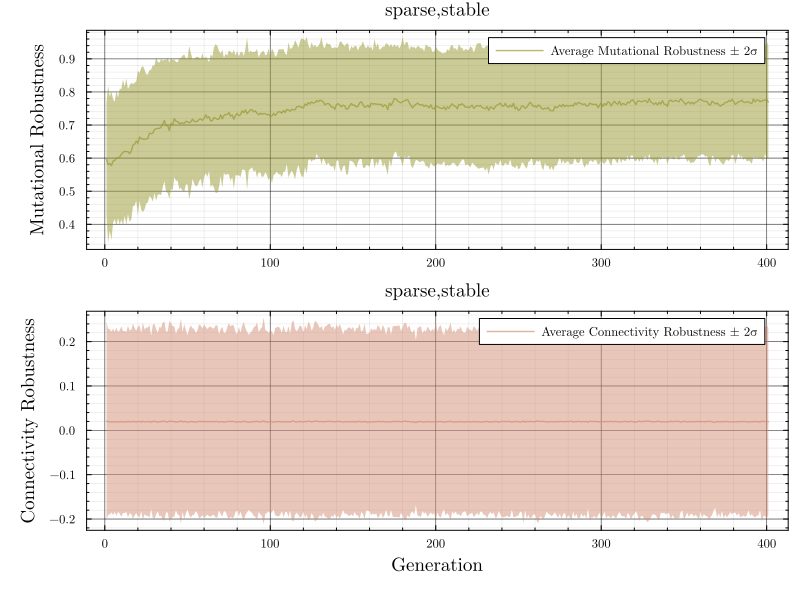 sparse,stable
Average Mutational Robustness ± 2σ
Mutational Robustness
0.9
0.8
0.7
0.6
0.5
0.4
0 100 200 300 400
sparse,stable
Average Connectivity Robustness ± 2σ
Connectivity Robustness
0.2
0.1
0.0
−0.1
−0.2
0 100 200 300 400
Generation